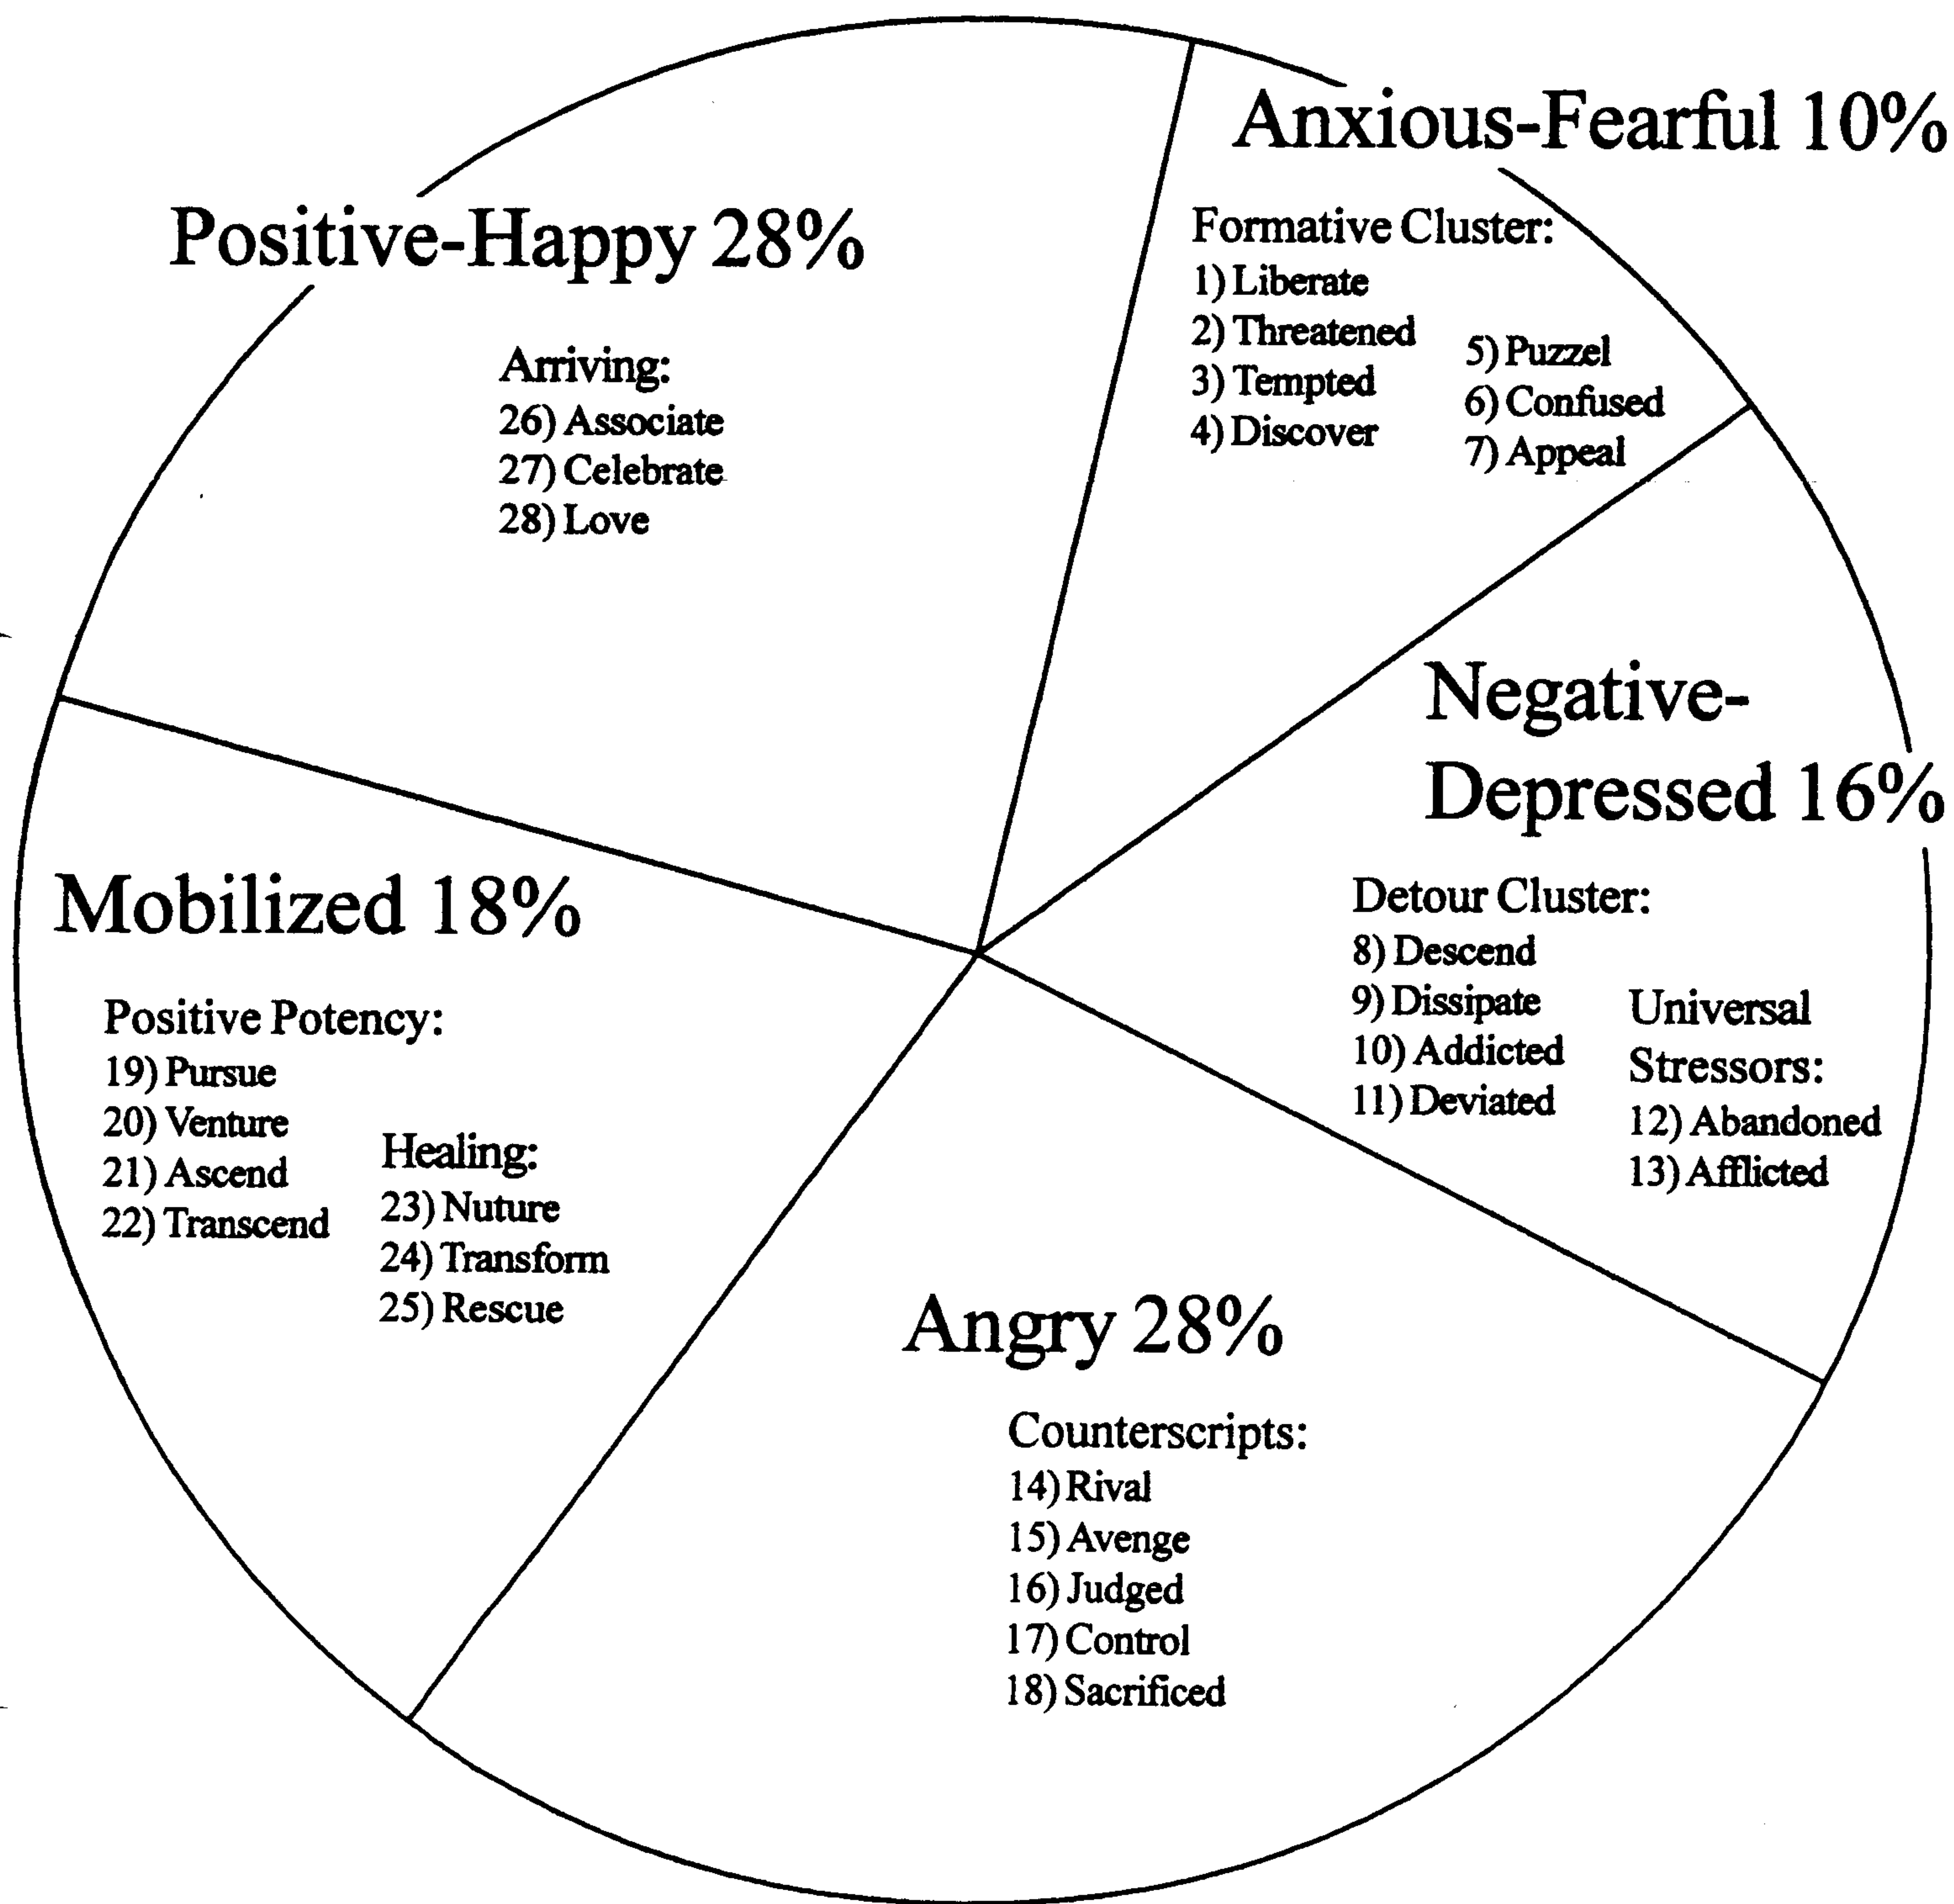 Anxious-Fearful 10%
Formative Cluster:
1) Liberate
2) Threatened
3) Tempted
4) Discover
5) Puzzel
6) Confused
7) Appeal
Negative-
Depressed 16%
Detour Cluster:
8) Descend
9) Dissipate
10) Addicted
11) Deviated
Universal
Stressors:
12) Abandoned
13) Afflicted
Angry 28%
Counterscripts:
14) Rival
15) Avenge
16) Judged
17) Control
18) Sacrificed
Mobilized 18%
Positive Potency:
19) Pursue
20) Venture
21) Ascend
22) Transcend
Healing:
23) Nuture
24) Transform
25) Rescue
Positive-Happy 28%
Arriving:
26) Associate
27) Celebrate
28) Love